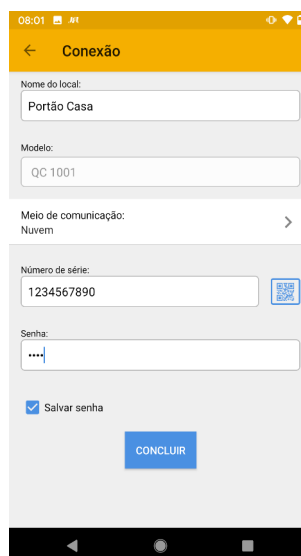 08:01
Conexão
Nome do local:
Portão Casa
Modelo:
QC 1001
Meio de comunicação:
Nuvem
Número de série:
1234567890
Senha:
••••
Salvar senha
CONCLUIR